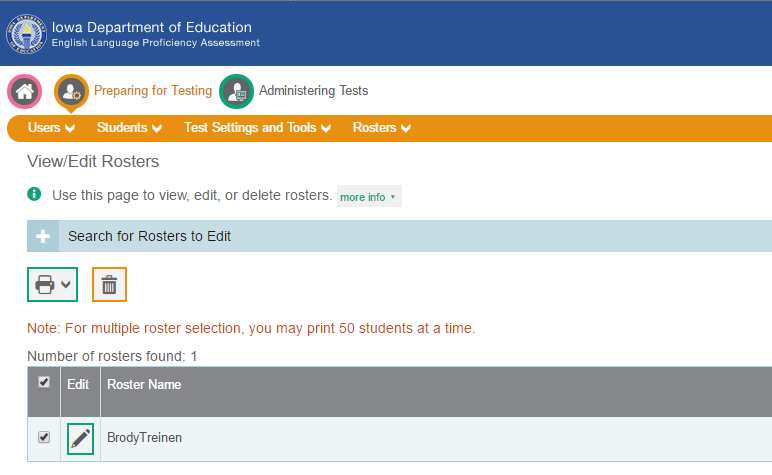 Iowa Department of Education
English Language Proficiency Assessment
Preparing for Testing
Administering Tests
Users
Students
Test Settings and Tools
Rosters
View/Edit Rosters
Use this page to view, edit, or delete rosters.
more info
Search for Rosters to Edit
Note: For multiple roster selection, you may print 50 students at a time.
Number of rosters found: 1
Edit
Roster Name
BrodyTreinen